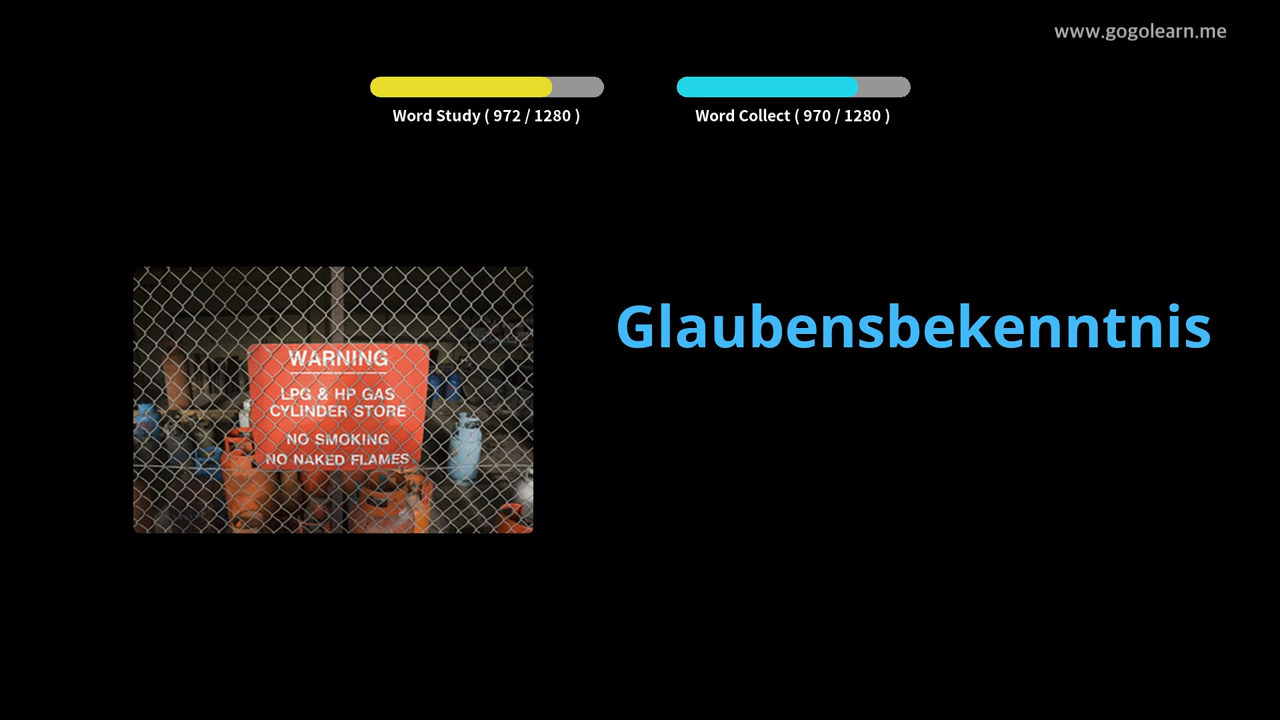 www.gogolearn.me
Word Study ( 972 / 1280 )
Word Collect ( 970 / 1280 )
Glaubensbekenntnis
WARNING
LPG & HP GAS
CYLINDER STORE
NO SMOKING
NO NAKED FLAMES